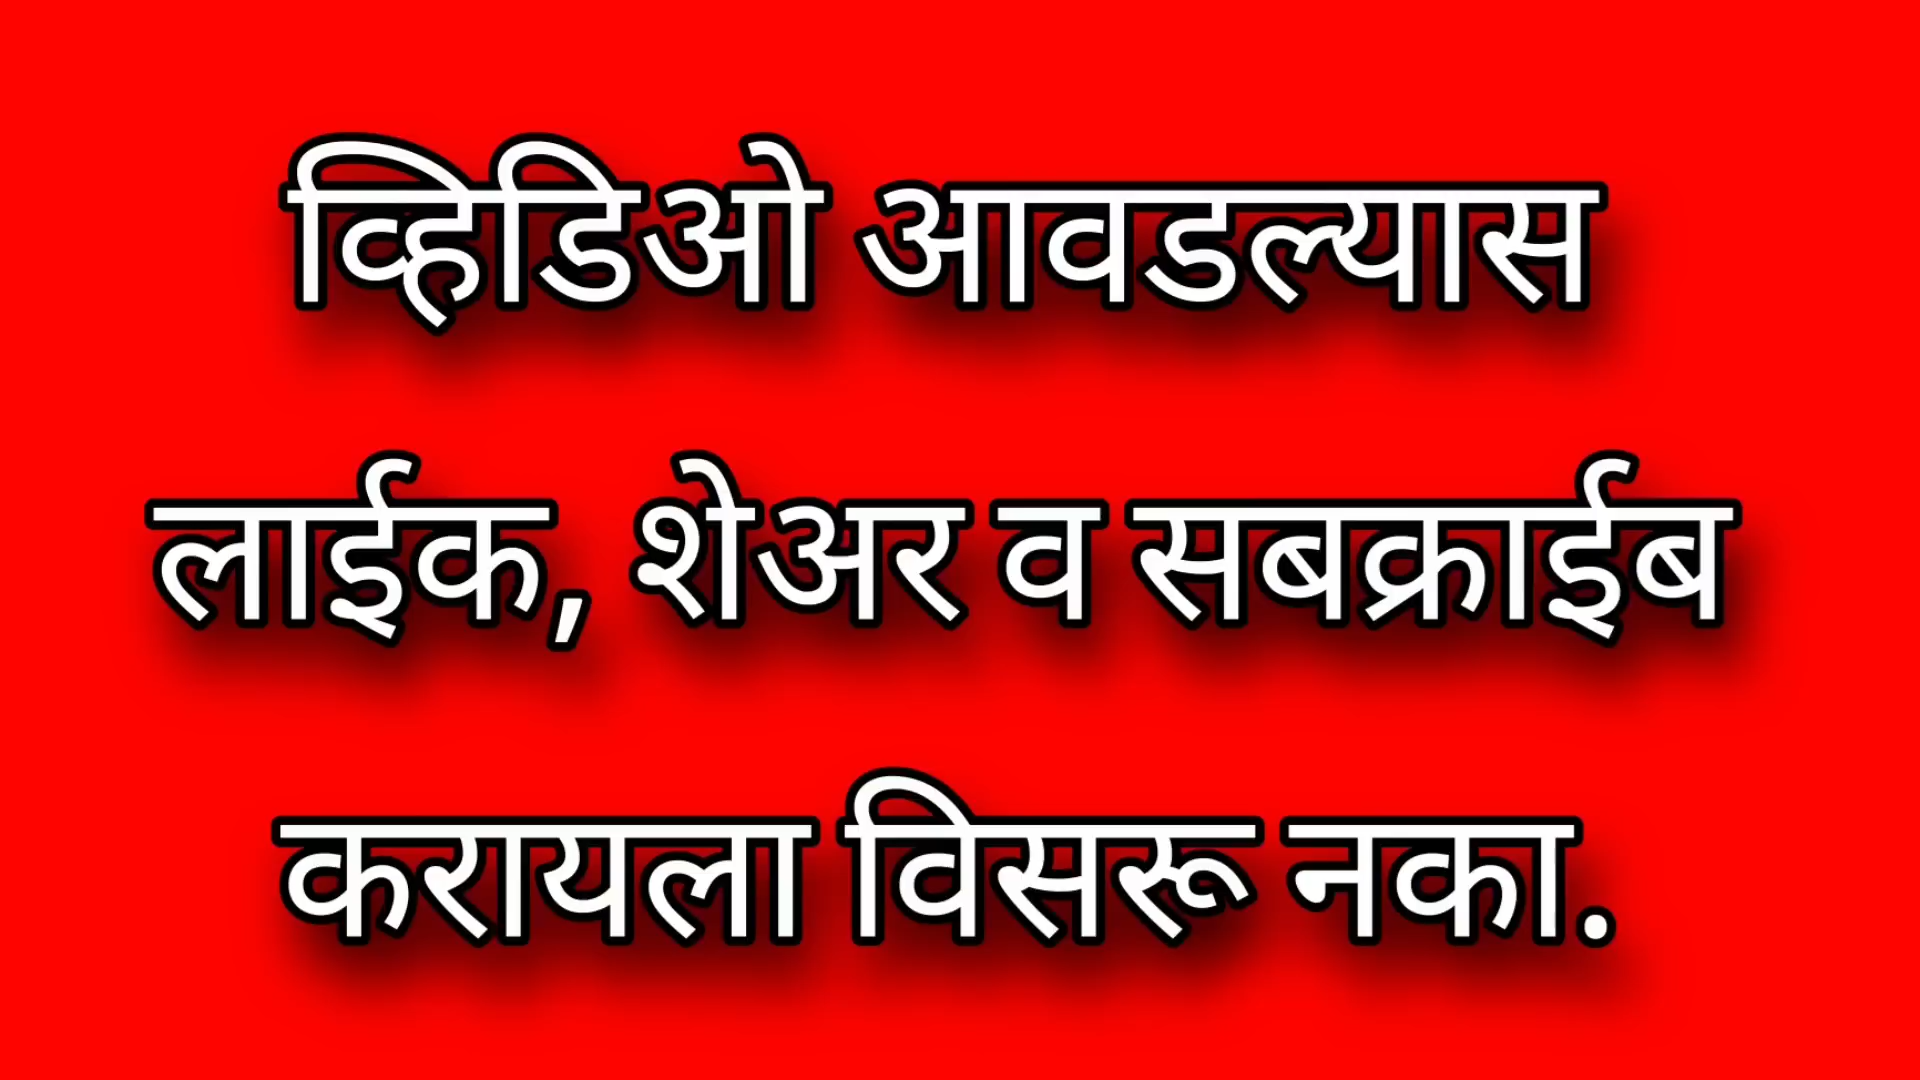 व्हिडिओ आवडल्यास
लाईक, शेअर व सबक्राईब
करायला विसरू नका.